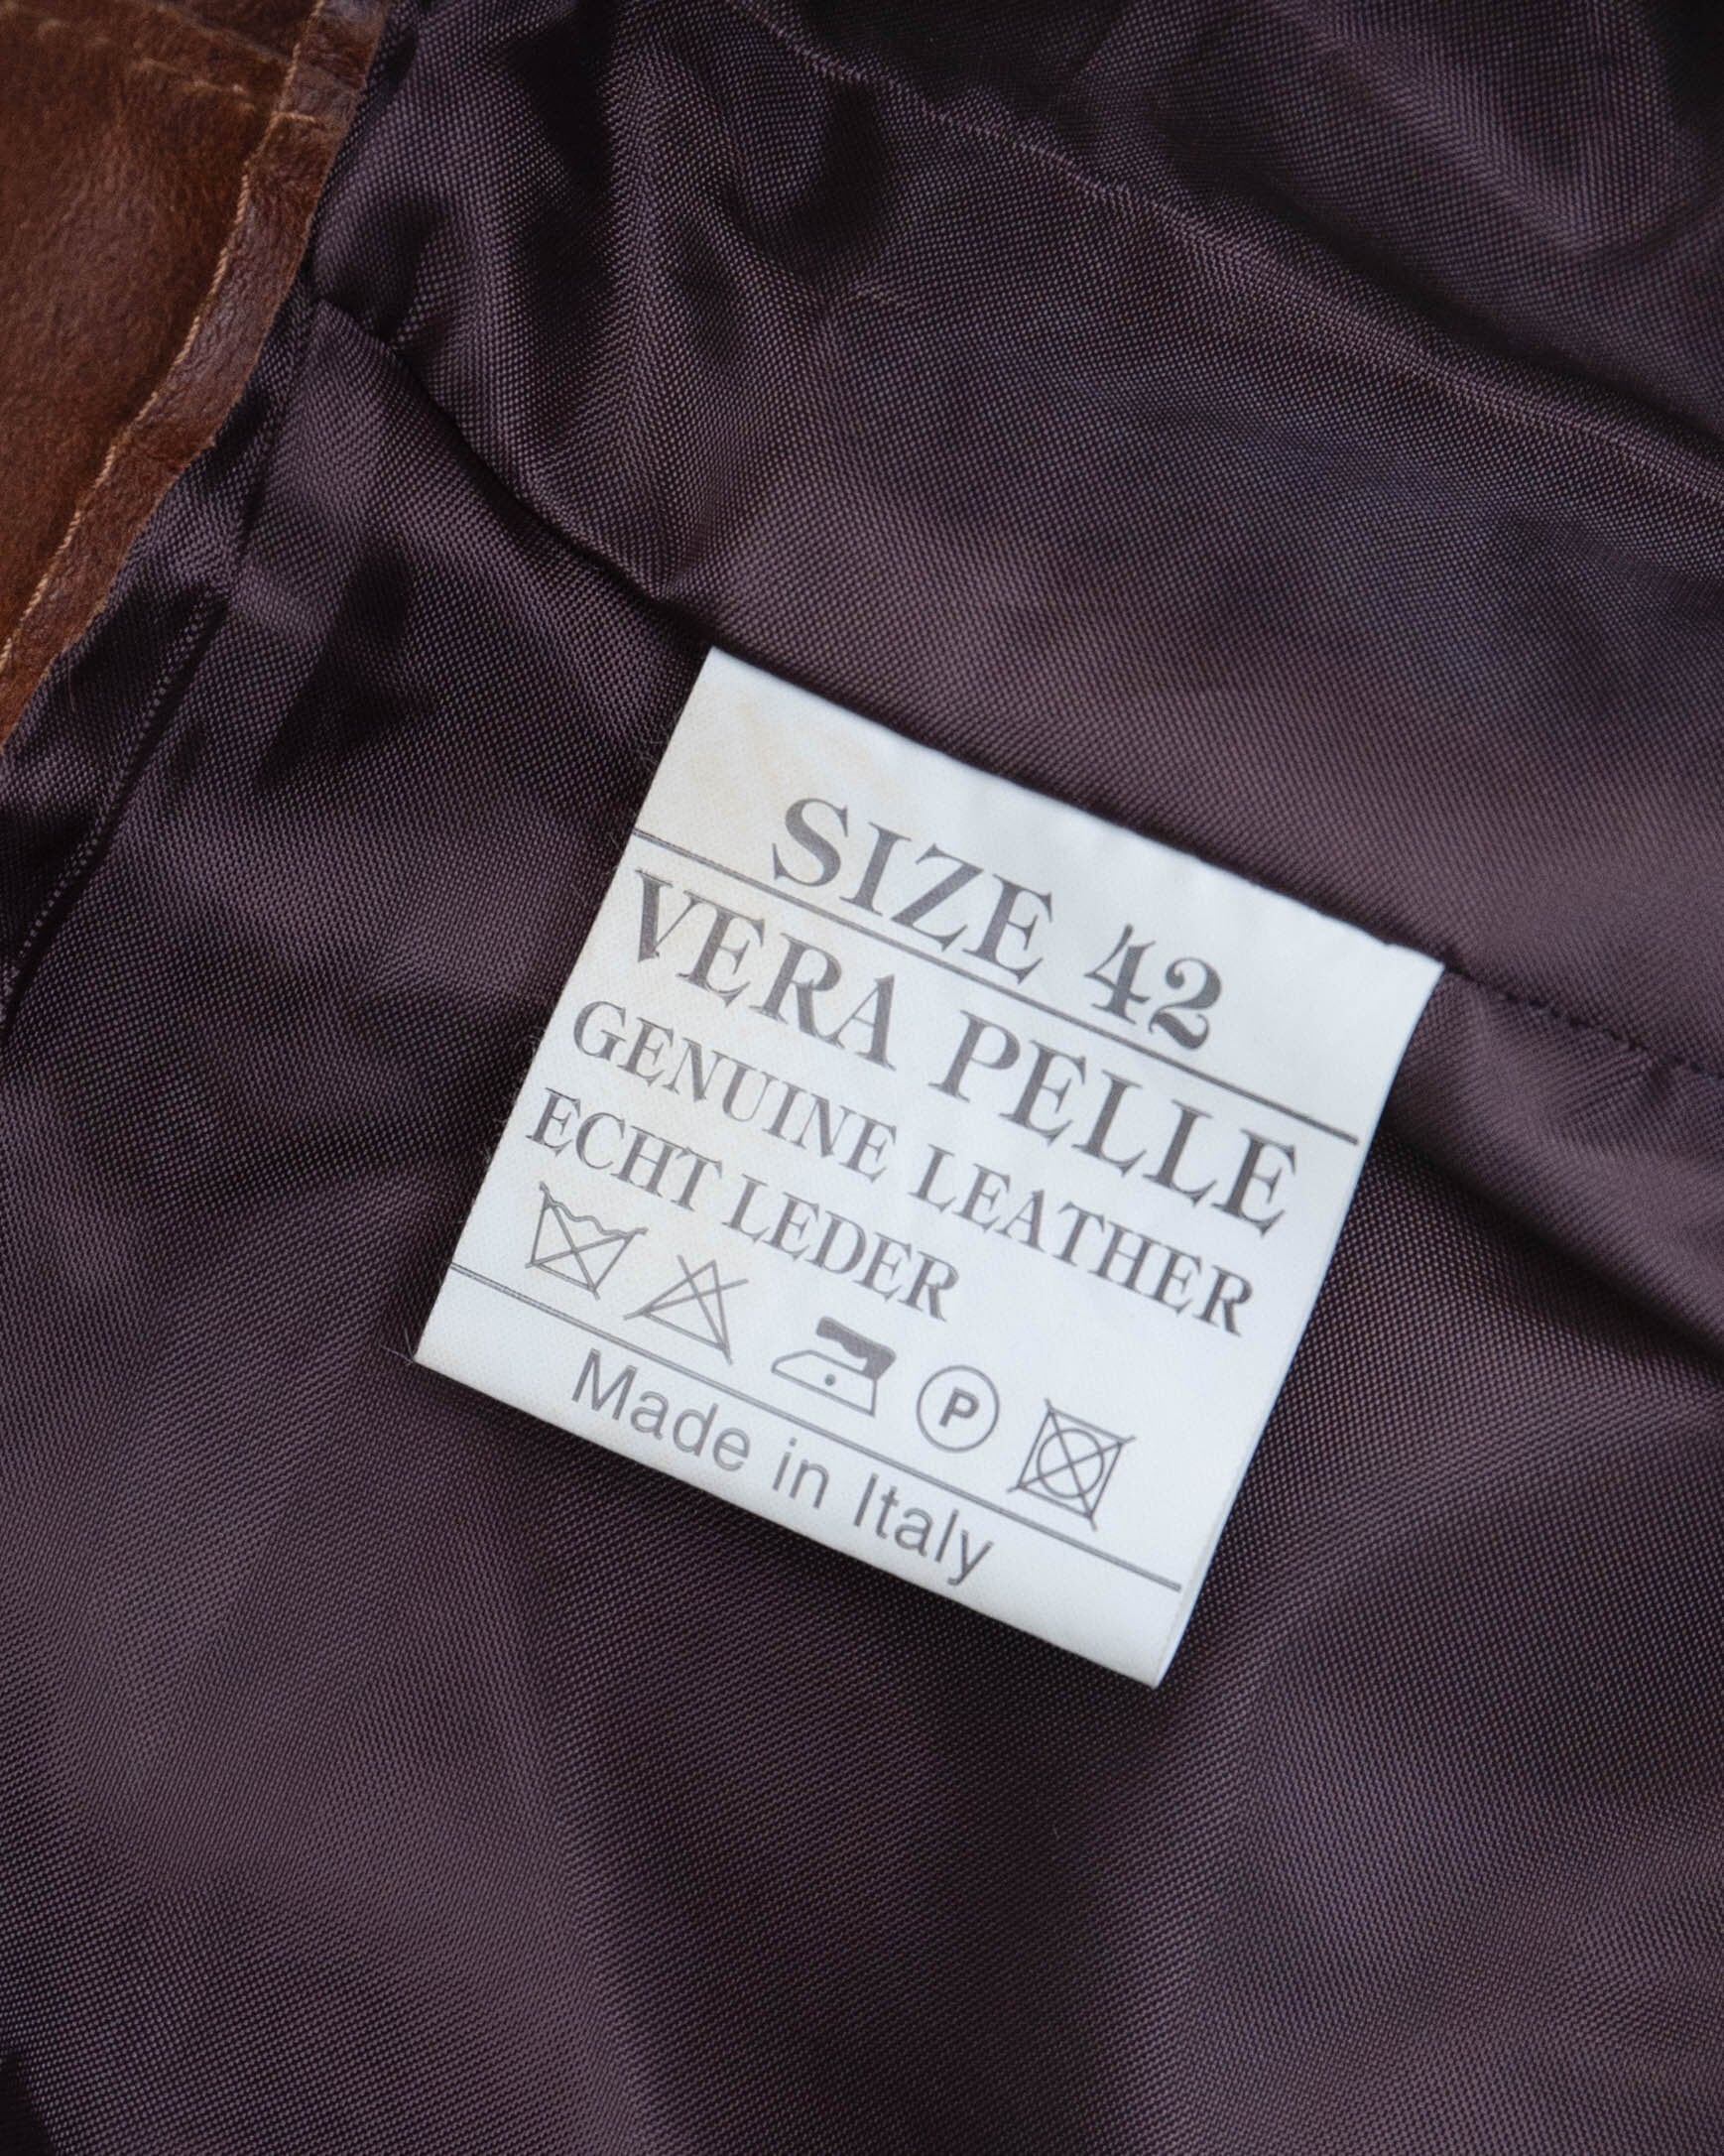 SIZE 42
VERA PELLE
GENUINE LEATHER
ECHT LEDER
P
Made in Italy